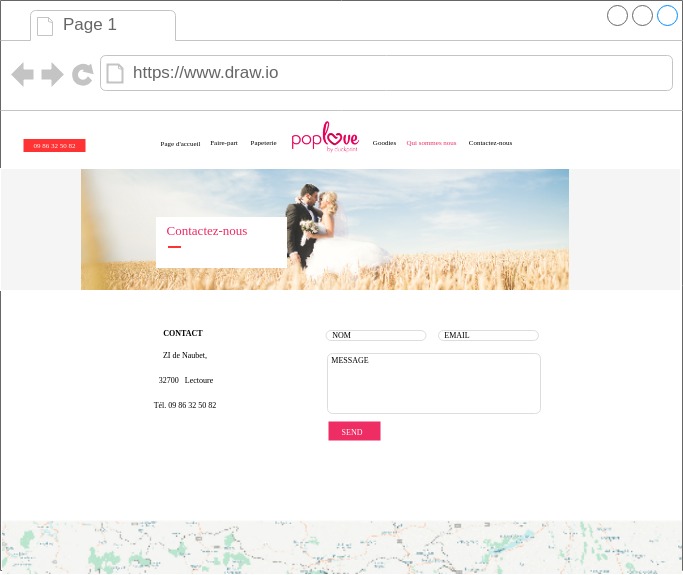 Page 1
https://www.draw.io
09 86 32 50 82
Page d'accueil
Faire-part
Papeterie
poplove
Goodies
Qui sommes nous
Contactez-nous
Contactez-nous
CONTACT
ZI de Naubet,
32700 Lectoure
Tél. 09 86 32 50 82
NOM
EMAIL
MESSAGE
SEND